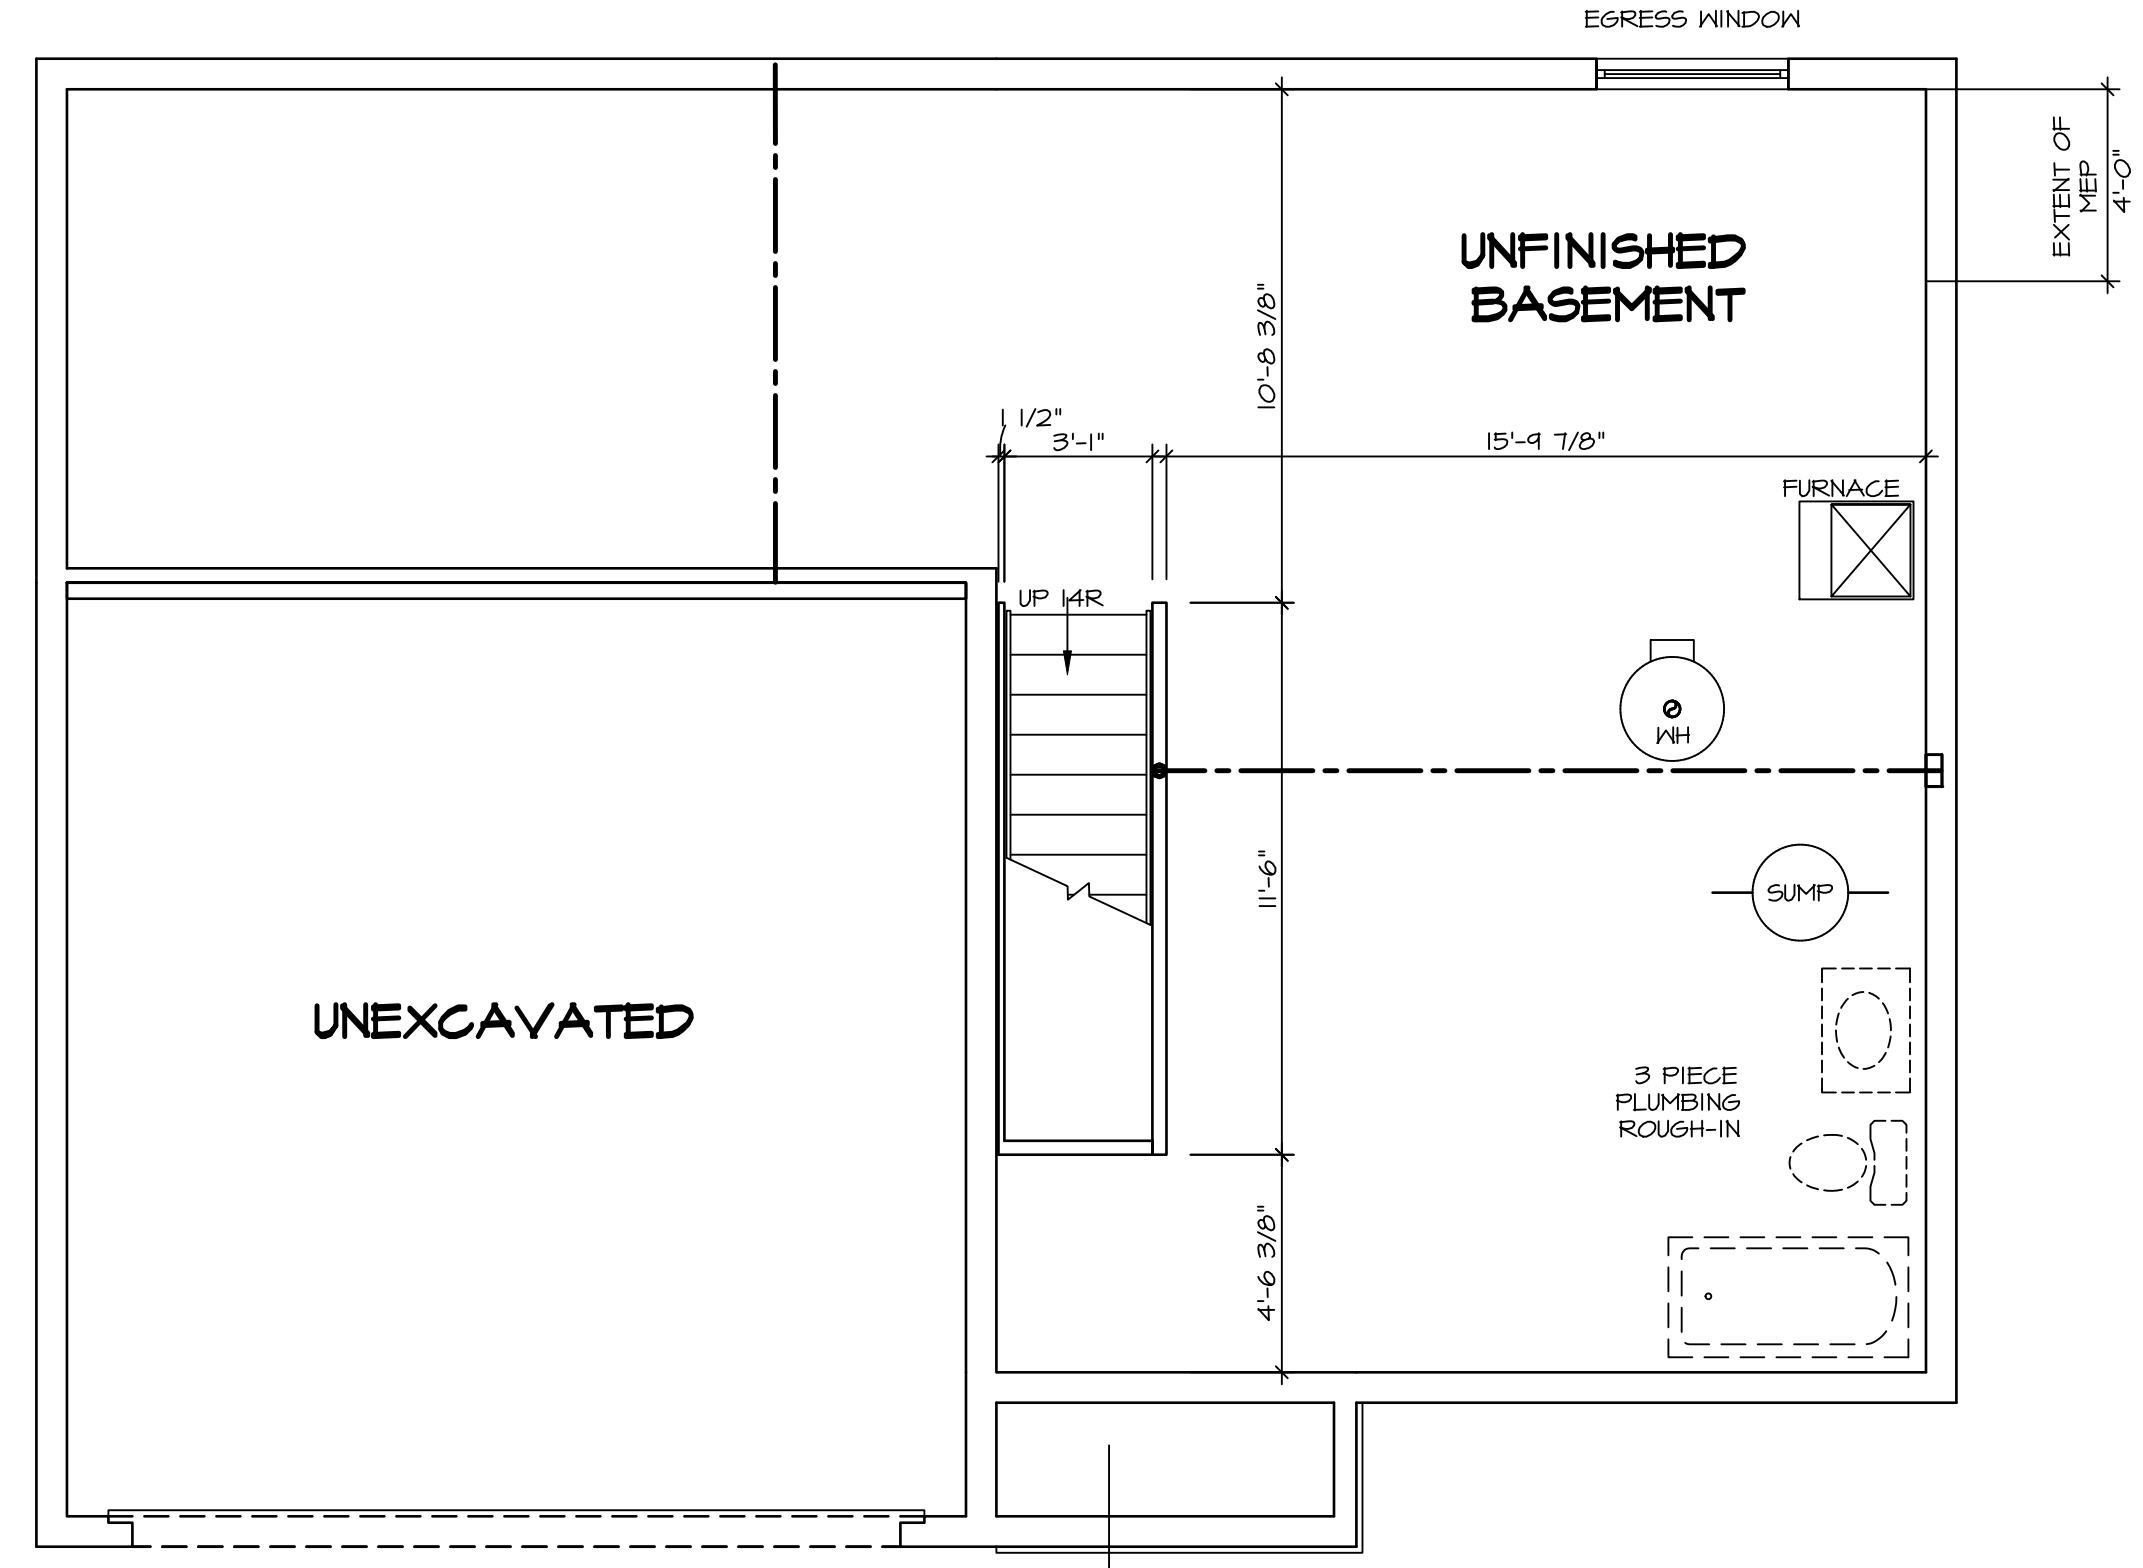 EGRESS WINDOW
EXTENT OF
MEP
4'-0"
UNFINISHED
BASEMENT
10'-8 3/8"
1 1/2"
3'-1"
15'-9 7/8"
FURNACE
UP 14R
WH
11'-6"
SUMP
UNEXCAVATED
3 PIECE
PLUMBING
ROUGH-IN
4'-6 3/8"